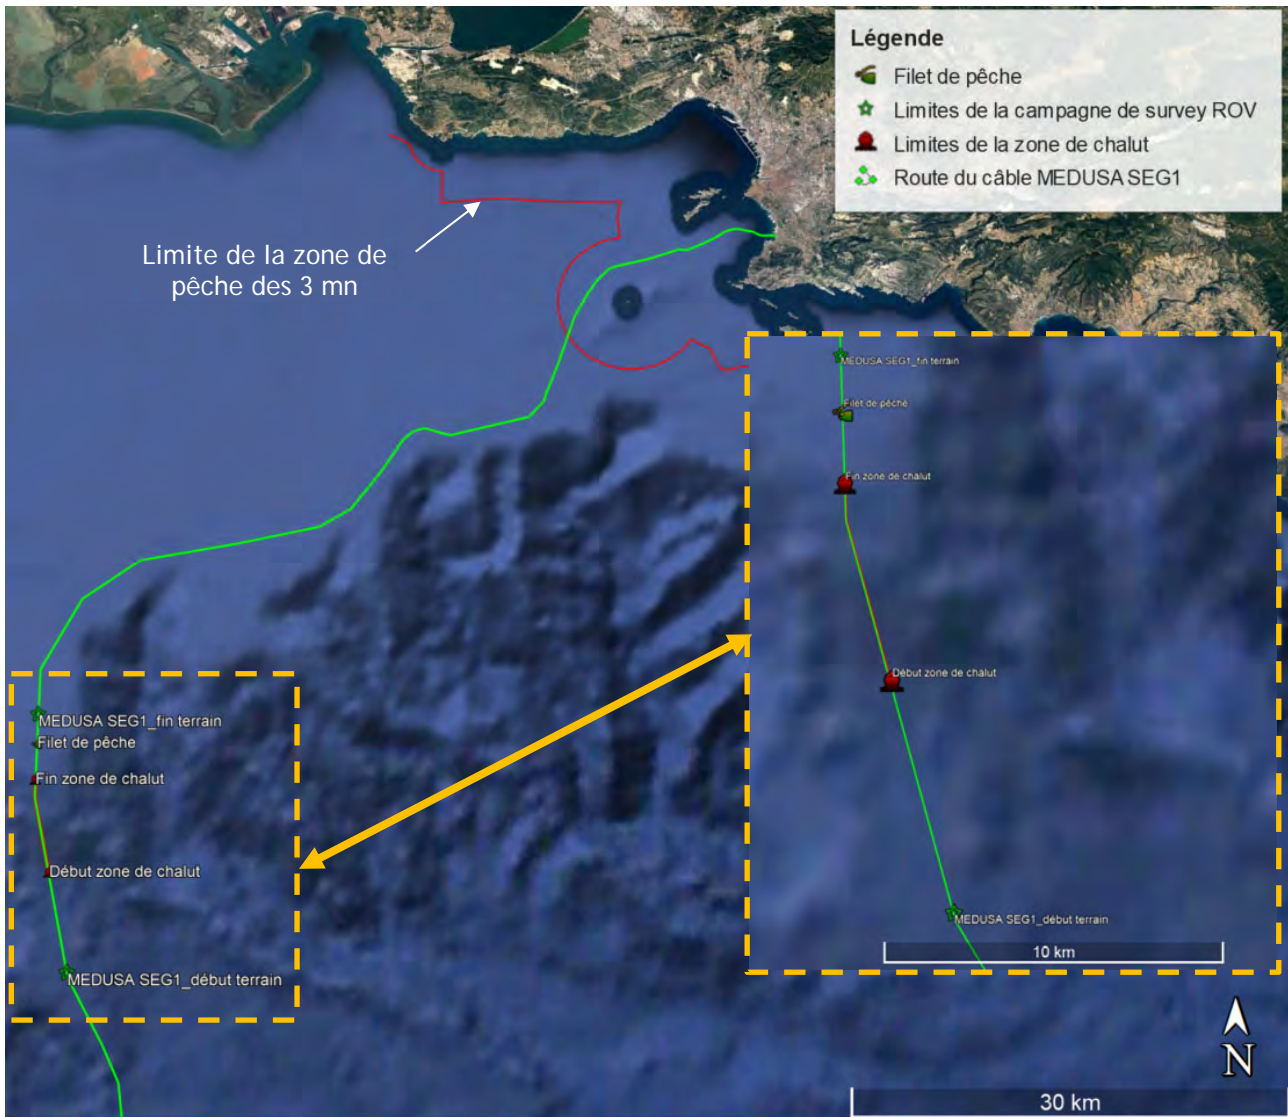 Légende
Filet de pêche
Limites de la campagne de survey ROV
Limites de la zone de chalut
Route du câble MEDUSA SEG1
Limite de la zone de
pêche des 3 mn
MEDUSA SEG1_fin terrain
Filet de pêche
Fin zone de chalut
Début zone de chalut
MEDUSA SEG1_début terrain
10 km
MEDUSA SEG1_fin terrain
Filet de pêche
Fin zone de chalut
Début zone de chalut
MEDUSA SEG1_début terrain
N
30 km